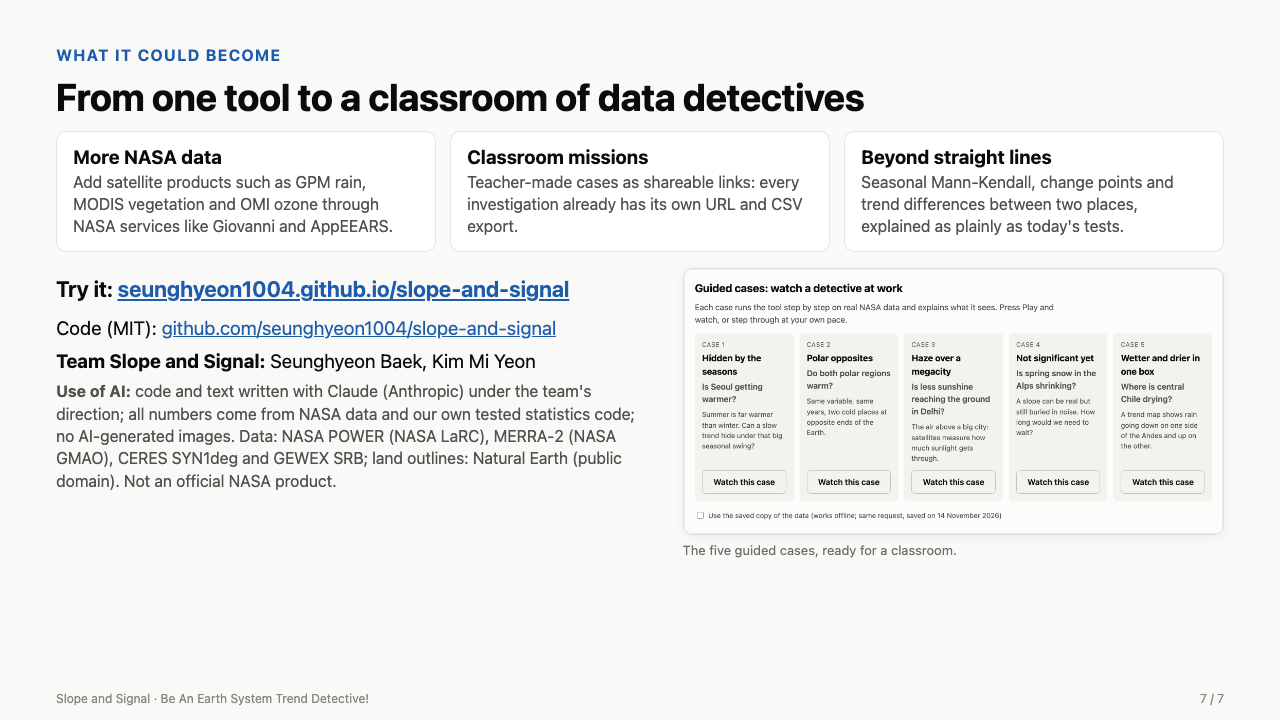 WHAT IT COULD BECOME
From one tool to a classroom of data detectives
More NASA data
Add satellite products such as GPM rain,
MODIS vegetation and OMI ozone through
NASA services like Giovanni and AppEEARS.
Classroom missions
Teacher-made cases as shareable links: every
investigation already has its own URL and CSV
export.
Beyond straight lines
Seasonal Mann-Kendall, change points and
trend differences between two places,
explained as plainly as today's tests.
Try it: seunghyeon1004.github.io/slope-and-signal
Code (MIT): github.com/seunghyeon1004/slope-and-signal
Team Slope and Signal: Seunghyeon Baek, Kim Mi Yeon
Use of AI: code and text written with Claude (Anthropic) under the team's
direction; all numbers come from NASA data and our own tested statistics code;
no AI-generated images. Data: NASA POWER (NASA LaRC), MERRA-2 (NASA
GMAO), CERES SYN1deg and GEWEX SRB; land outlines: Natural Earth (public
domain). Not an official NASA product.
Guided cases: watch a detective at work
Each case runs the tool step by step on real NASA data and explains what it sees. Press Play and
watch, or step through at your own pace.
CASE 1
Hidden by the
seasons
Is Seoul getting
warmer?
Summer is far warmer
than winter. Can a slow
trend hide under that big
seasonal swing?
Watch this case
CASE 2
Polar opposites
Do both polar regions
warm?
Same variable, same
years, two cold places at
opposite ends of the
Earth.
Watch this case
CASE 3
Haze over a
megacity
Is less sunshine
reaching the ground
in Delhi?
The air above a big city:
satellites measure how
much sunlight gets
through.
Watch this case
CASE 4
Not significant yet
Is spring snow in the
Alps shrinking?
A slope can be real but
still buried in noise. How
long would we need to
wait?
Watch this case
CASE 5
Wetter and drier in
one box
Where is central
Chile drying?
A trend map shows rain
going down on one side
of the Andes and up on
the other.
Watch this case
Use the saved copy of the data (works offline; same request, saved on 14 November 2026)
The five guided cases, ready for a classroom.
Slope and Signal · Be An Earth System Trend Detective!
7 / 7